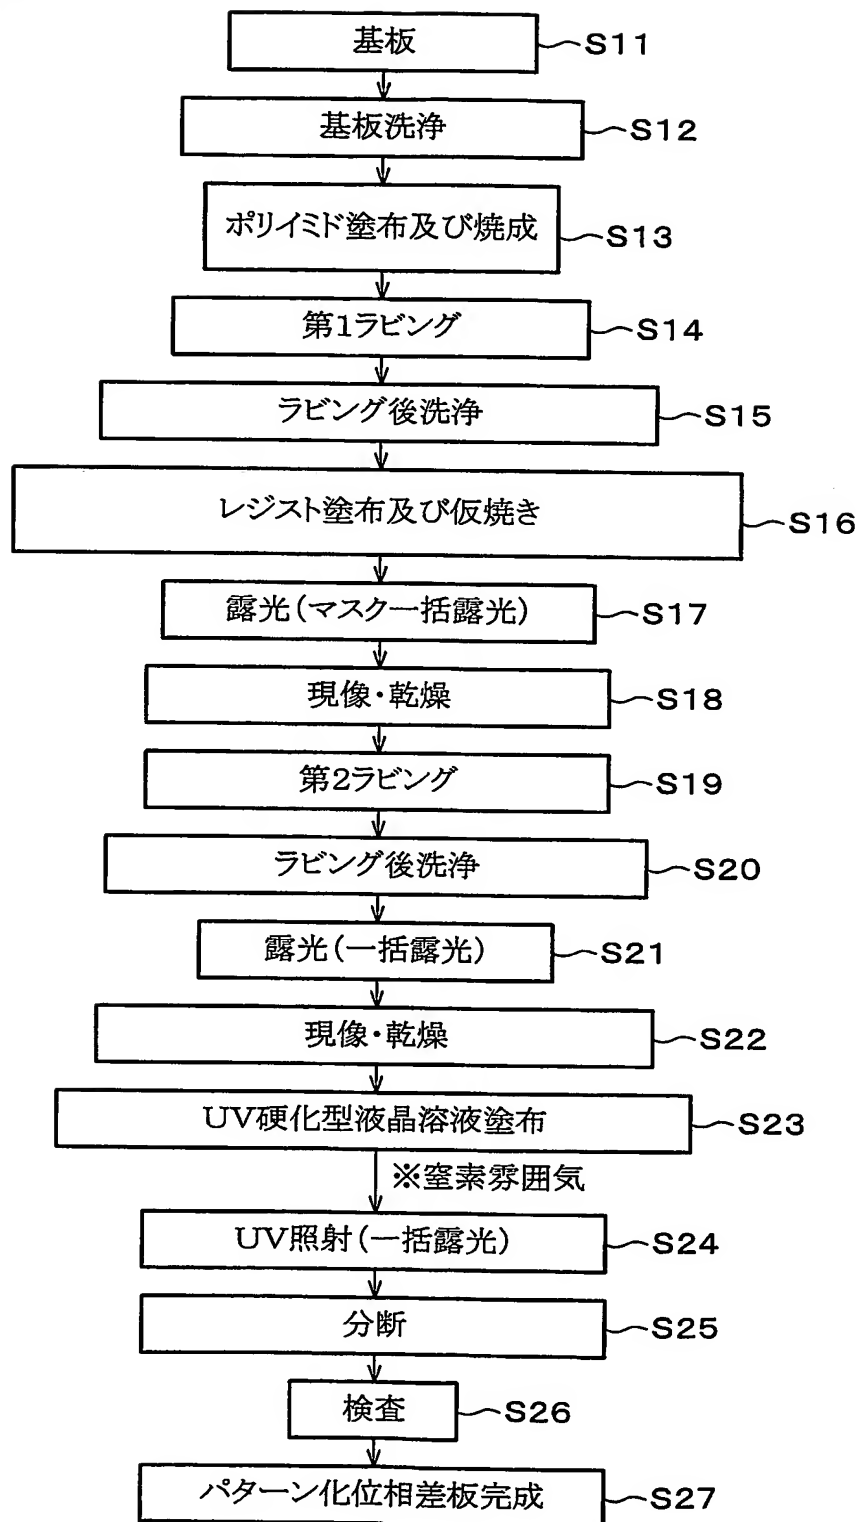 基板 S11
基板洗浄 S12
ポリイミド塗布及び焼成 S13
第1ラビング S14
ラビング後洗浄 S15
レジスト塗布及び仮焼き S16
露光(マスク一括露光) S17
現像・乾燥 S18
第2ラビング S19
ラビング後洗浄 S20
露光(一括露光) S21
現像・乾燥 S22
UV硬化型液晶溶液塗布 S23
※窒素雰囲気
UV照射(一括露光) S24
分断 S25
検査 S26
パターン化位相差板完成 S27